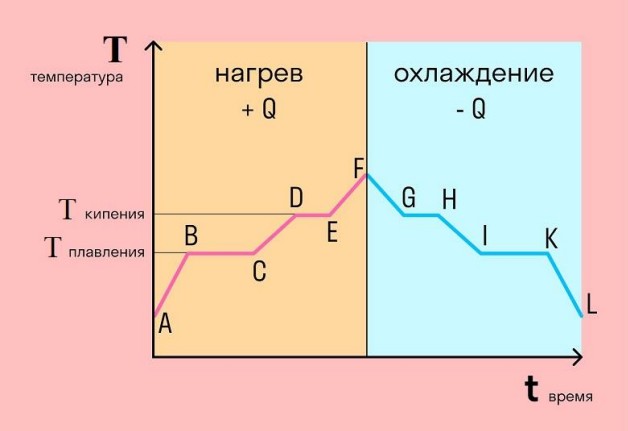 T
температура
нагрев
+ Q
охлаждение
- Q
F
D
G
H
T кипения
B
E
I
K
T плавления
C
A
L
t время